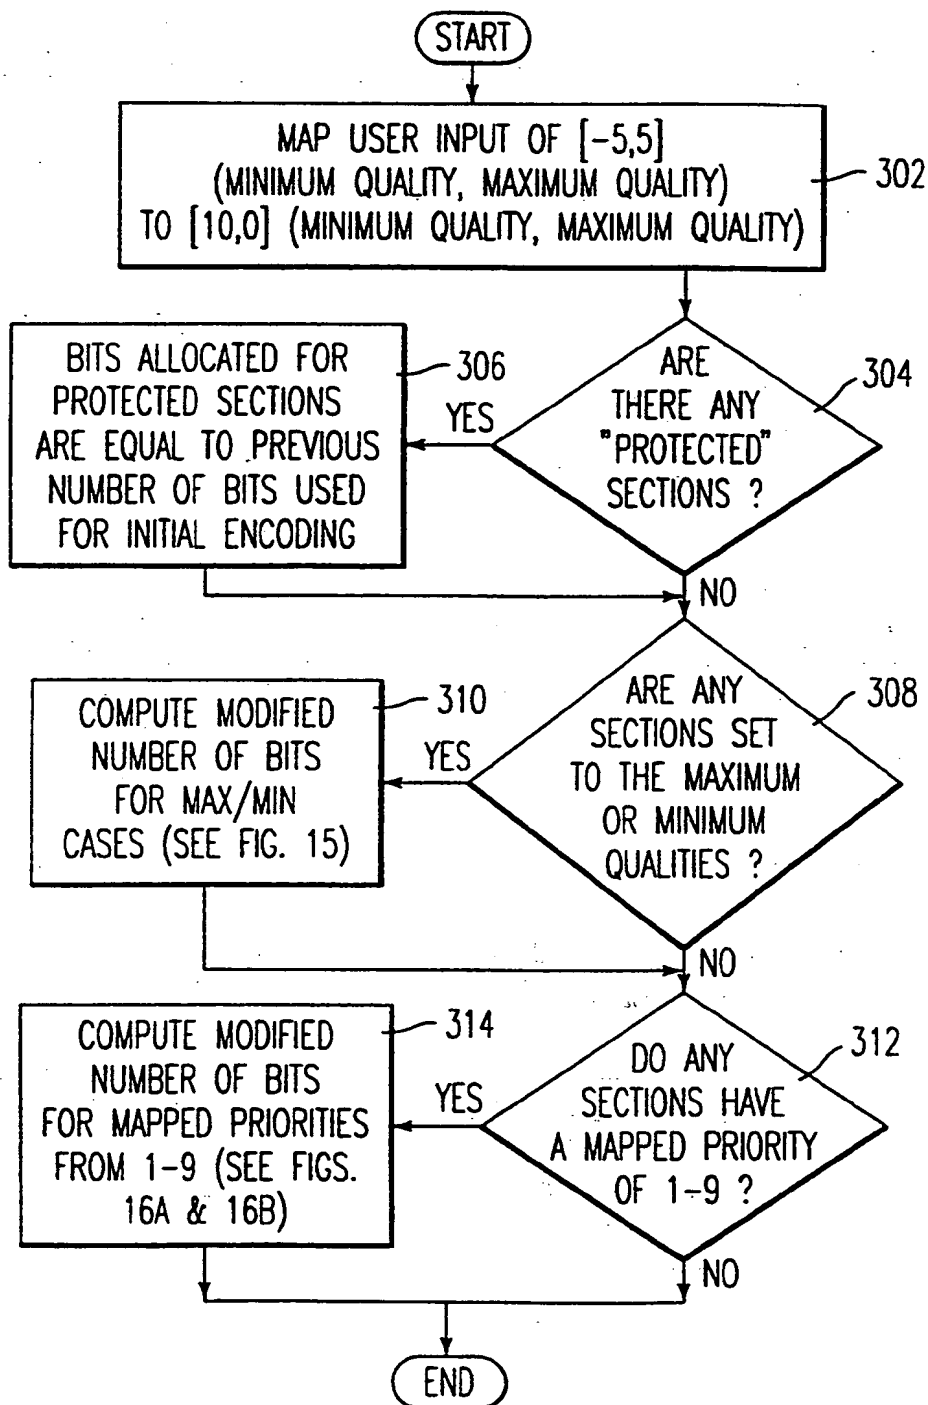 START
MAP USER INPUT OF [-5,5]
(MINIMUM QUALITY, MAXIMUM QUALITY)
TO [10,0] (MINIMUM QUALITY, MAXIMUM QUALITY)
302
BITS ALLOCATED FOR
PROTECTED SECTIONS
ARE EQUAL TO PREVIOUS
NUMBER OF BITS USED
FOR INITIAL ENCODING
306
YES
ARE
THERE ANY
"PROTECTED"
SECTIONS ?
304
NO
COMPUTE MODIFIED
NUMBER OF BITS
FOR MAX/MIN
CASES (SEE FIG. 15)
310
YES
ARE ANY
SECTIONS SET
TO THE MAXIMUM
OR MINIMUM
QUALITIES ?
308
NO
COMPUTE MODIFIED
NUMBER OF BITS
FOR MAPPED PRIORITIES
FROM 1-9 (SEE FIGS.
16A & 16B)
314
YES
DO ANY
SECTIONS HAVE
A MAPPED PRIORITY
OF 1-9 ?
312
NO
END